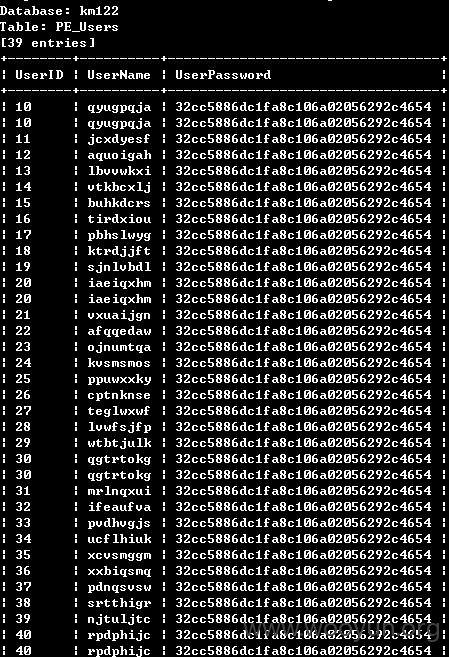 Database: km122
Table: PE_Users
[39 entries]
+--------+----------+----------------------------------+
| UserID | UserName | UserPassword |
+--------+----------+----------------------------------+
| 10 | qyugpqja | 32cc5886dc1fa8c106a02056292c4654 |
| 10 | qyugpqja | 32cc5886dc1fa8c106a02056292c4654 |
| 11 | jcxdyesf | 32cc5886dc1fa8c106a02056292c4654 |
| 12 | aquoigah | 32cc5886dc1fa8c106a02056292c4654 |
| 13 | lbvvwkxi | 32cc5886dc1fa8c106a02056292c4654 |
| 14 | vtkbcxlj | 32cc5886dc1fa8c106a02056292c4654 |
| 15 | buhkdcrs | 32cc5886dc1fa8c106a02056292c4654 |
| 16 | tirdxiou | 32cc5886dc1fa8c106a02056292c4654 |
| 17 | pbhslwyg | 32cc5886dc1fa8c106a02056292c4654 |
| 18 | ktrdjjft | 32cc5886dc1fa8c106a02056292c4654 |
| 19 | sjnlvbdl | 32cc5886dc1fa8c106a02056292c4654 |
| 20 | iaeiqxhm | 32cc5886dc1fa8c106a02056292c4654 |
| 20 | iaeiqxhm | 32cc5886dc1fa8c106a02056292c4654 |
| 21 | vxuaijgn | 32cc5886dc1fa8c106a02056292c4654 |
| 22 | afqqedaw | 32cc5886dc1fa8c106a02056292c4654 |
| 23 | ojnumtqa | 32cc5886dc1fa8c106a02056292c4654 |
| 24 | kvsmsmos | 32cc5886dc1fa8c106a02056292c4654 |
| 25 | ppuwxxky | 32cc5886dc1fa8c106a02056292c4654 |
| 26 | cptnknse | 32cc5886dc1fa8c106a02056292c4654 |
| 27 | teglwxwf | 32cc5886dc1fa8c106a02056292c4654 |
| 28 | lvwfsjfp | 32cc5886dc1fa8c106a02056292c4654 |
| 29 | wtbtjulk | 32cc5886dc1fa8c106a02056292c4654 |
| 30 | qgtrtokg | 32cc5886dc1fa8c106a02056292c4654 |
| 30 | qgtrtokg | 32cc5886dc1fa8c106a02056292c4654 |
| 31 | mrlnqxui | 32cc5886dc1fa8c106a02056292c4654 |
| 32 | ifeaufva | 32cc5886dc1fa8c106a02056292c4654 |
| 33 | pvdhvgjs | 32cc5886dc1fa8c106a02056292c4654 |
| 34 | ucflhiuk | 32cc5886dc1fa8c106a02056292c4654 |
| 35 | xcvsmggm | 32cc5886dc1fa8c106a02056292c4654 |
| 36 | xxbiqsmq | 32cc5886dc1fa8c106a02056292c4654 |
| 37 | pdnqsvsw | 32cc5886dc1fa8c106a02056292c4654 |
| 38 | srtthigr | 32cc5886dc1fa8c106a02056292c4654 |
| 39 | njtuljtc | 32cc5886dc1fa8c106a02056292c4654 |
| 40 | rpdphijc | 32cc5886dc1fa8c106a02056292c4654 |
| 40 | rpdphijc | 32cc5886dc1fa8c106a02056292c4654 |
www.wooyun.org